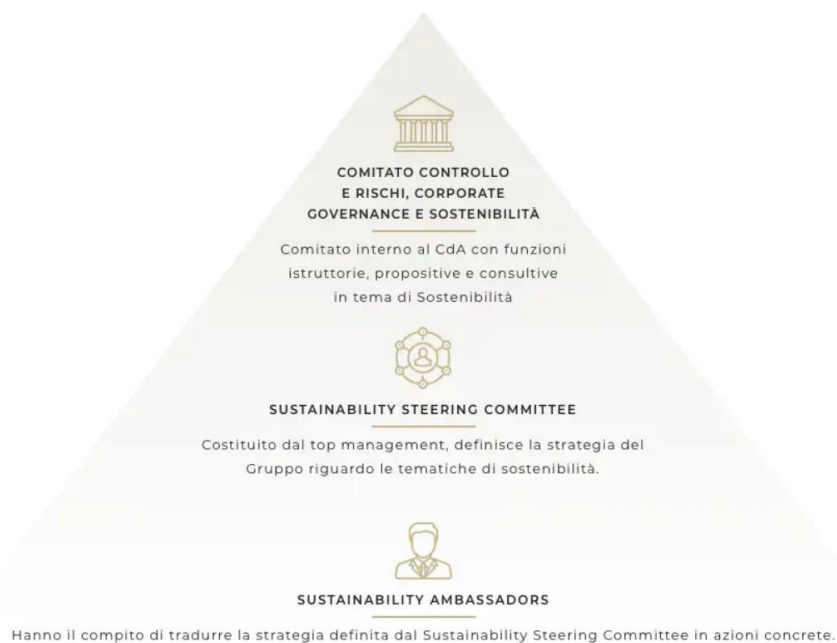 COMITATO CONTROLLO
E RISCHI, CORPORATE
GOVERNANCE E SOSTENIBILITÀ
Comitato interno al CdA con funzioni
istruttorie, propositive e consultive
in tema di Sostenibilità
SUSTAINABILITY STEERING COMMITTEE
Costituito dal top management, definisce la strategia del
Gruppo riguardo le tematiche di sostenibilità.
SUSTAINABILITY AMBASSADORS
Hanno il compito di tradurre la strategia definita dal Sustainability Steering Committee in azioni concrete.